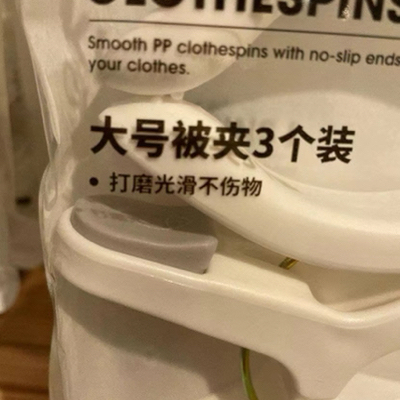 CLOTHESPINS
Smooth PP clothespins with no-slip ends
your clothes.
大号被夹3个装
• 打磨光滑不伤物